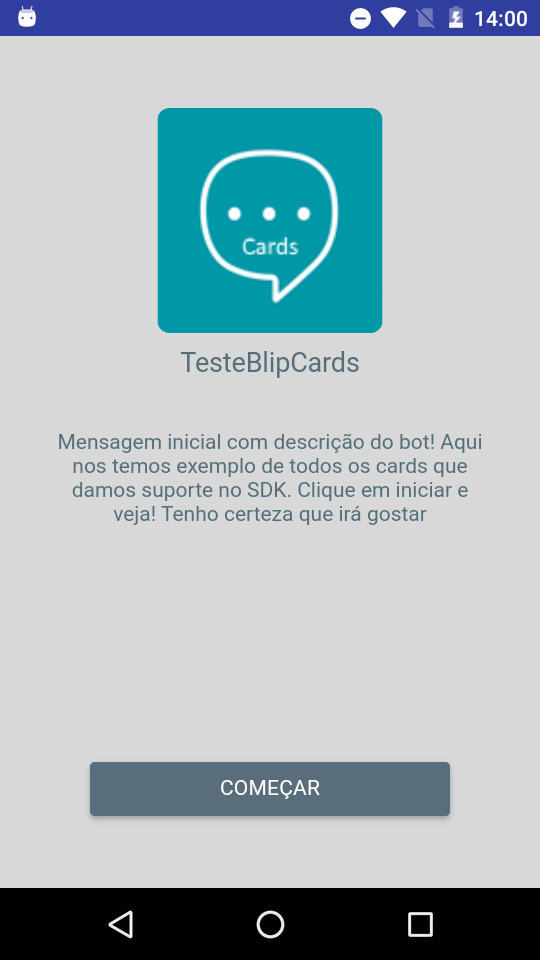 14:00
Cards
TesteBlipCards
Mensagem inicial com descrição do bot! Aqui
nos temos exemplo de todos os cards que
damos suporte no SDK. Clique em iniciar e
veja! Tenho certeza que irá gostar
COMEÇAR